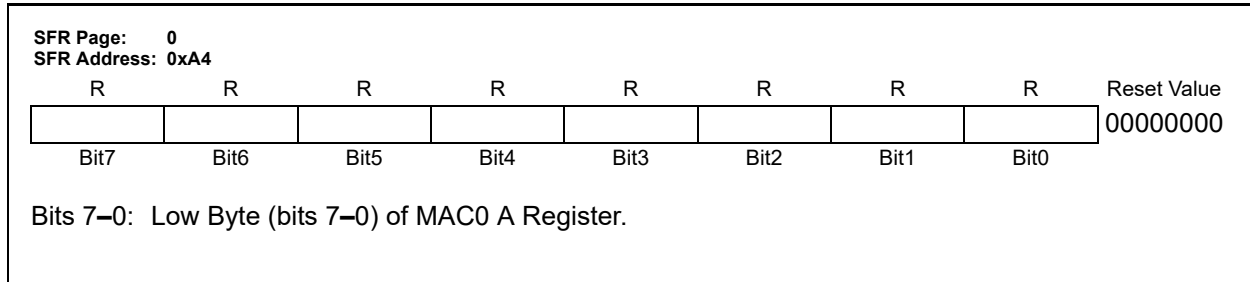 SFR Page: 0
SFR Address: 0xA4
R R R R R R R R Reset Value
00000000
Bit7 Bit6 Bit5 Bit4 Bit3 Bit2 Bit1 Bit0
Bits 7–0: Low Byte (bits 7–0) of MAC0 A Register.